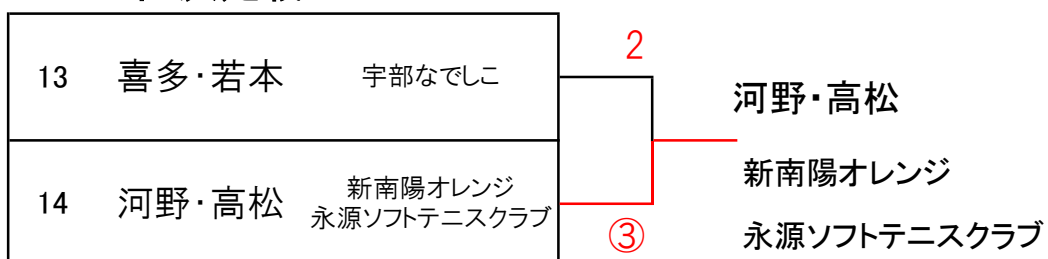 2
13 喜多・若本 宇部なでしこ
河野・高松
新南陽オレンジ
14 河野・高松 新南陽オレンジ
永源ソフトテニスクラブ
③
永源ソフトテニスクラブ